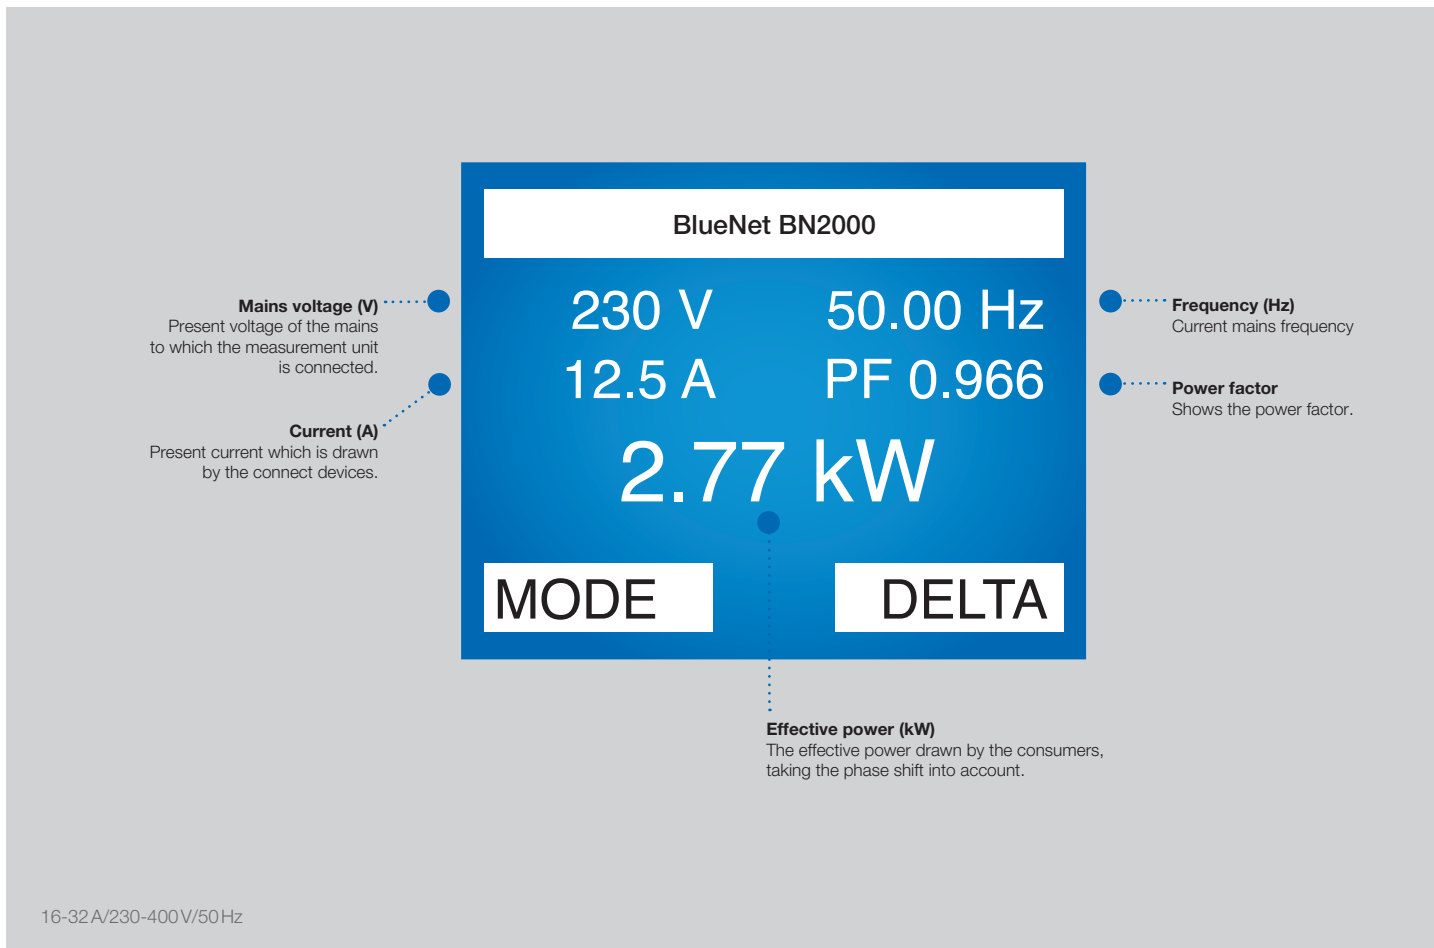 BlueNet BN2000
230 V
50.00 Hz
12.5 A
PF 0.966
2.77 kW
MODE
DELTA
Mains voltage (V)
Present voltage of the mains
to which the measurement unit
is connected.
Current (A)
Present current which is drawn
by the connect devices.
Frequency (Hz)
Current mains frequency
Power factor
Shows the power factor.
Effective power (kW)
The effective power drawn by the consumers,
taking the phase shift into account.
16-32 A/230-400 V/50 Hz